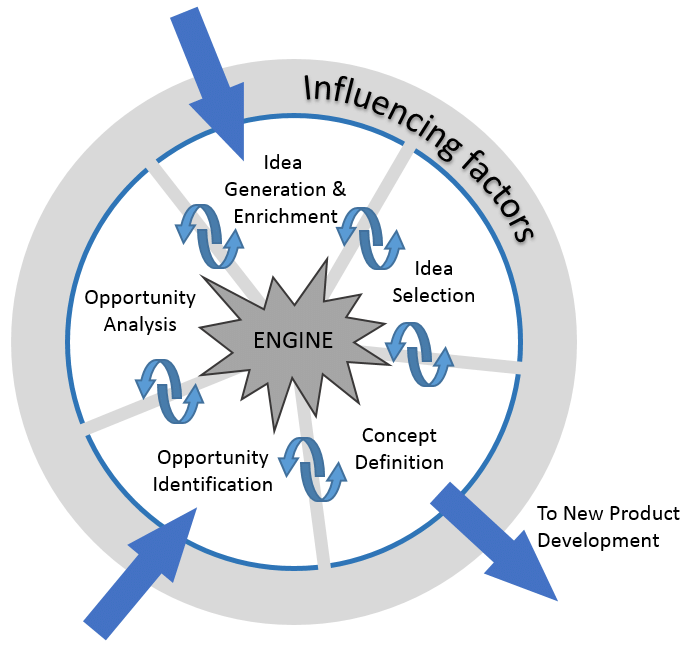 Influencing factors
Idea
Generation &
Enrichment
Idea
Selection
Opportunity
Analysis
ENGINE
Concept
Definition
Opportunity
Identification
To New Product
Development